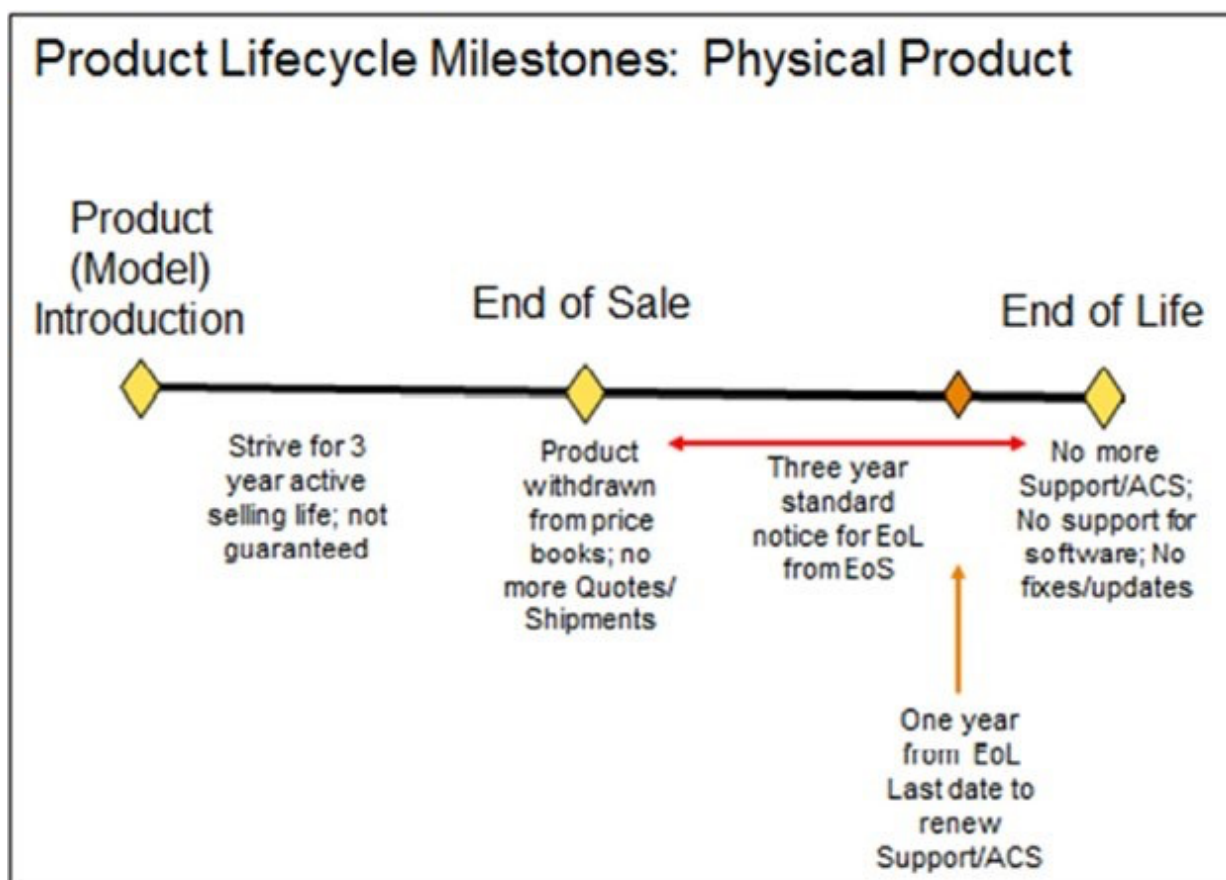 Product Lifecycle Milestones: Physical Product
Product
(Model)
Introduction
End of Sale
End of Life
Strive for 3
year active
selling life; not
guaranteed
Product
withdrawn
from price
books; no
more Quotes/
Shipments
Three year
standard
notice for EoL
from EoS
No more
Support/ACS;
No support for
software; No
fixes/updates
One year
from EoL
Last date to
renew
Support/ACS